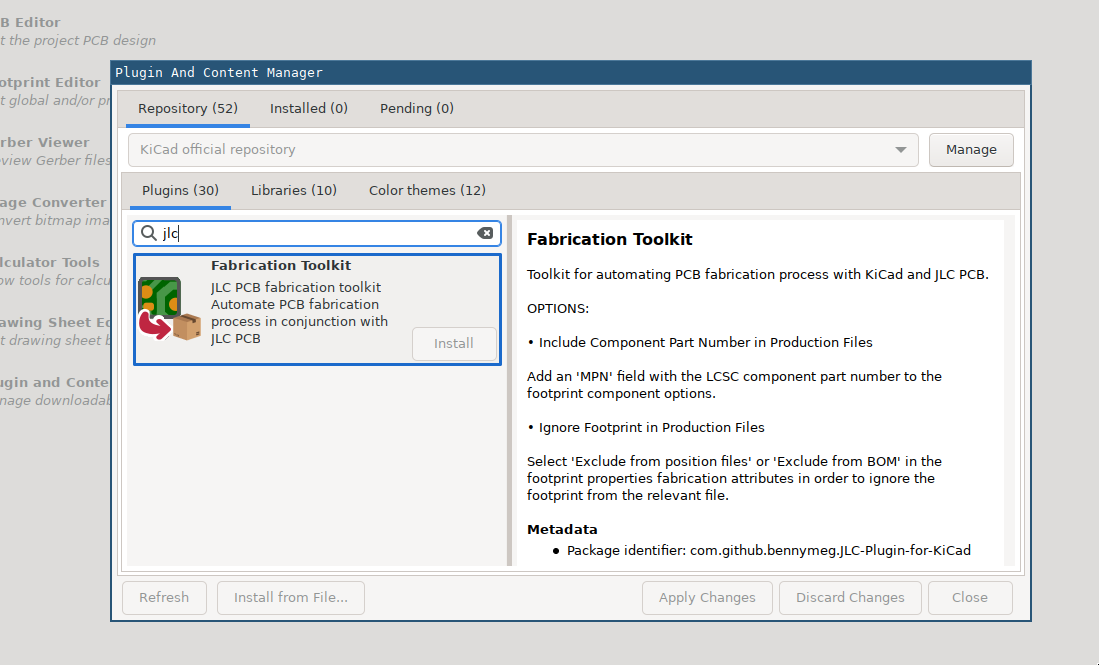 B Editor
t the project PCB design
otprint Editor
t global and/or pr
rber Viewer
view Gerber files
age Converter
nvert bitmap ima
lculator Tools
ow tools for calcu
awing Sheet Ed
t drawing sheet b
ugin and Conte
nage downloadab
Plugin And Content Manager
Repository (52) Installed (0) Pending (0)
KiCad official repository Manage
Plugins (30) Libraries (10) Color themes (12)
jlc
Fabrication Toolkit
JLC PCB fabrication toolkit
Automate PCB fabrication
process in conjunction with
JLC PCB
Install
Fabrication Toolkit
Toolkit for automating PCB fabrication process with KiCad and JLC PCB.
OPTIONS:
• Include Component Part Number in Production Files
Add an 'MPN' field with the LCSC component part number to the
footprint component options.
• Ignore Footprint in Production Files
Select 'Exclude from position files' or 'Exclude from BOM' in the
footprint properties fabrication attributes in order to ignore the
footprint from the relevant file.
Metadata
• Package identifier: com.github.bennymeg.JLC-Plugin-for-KiCad
Refresh Install from File... Apply Changes Discard Changes Close